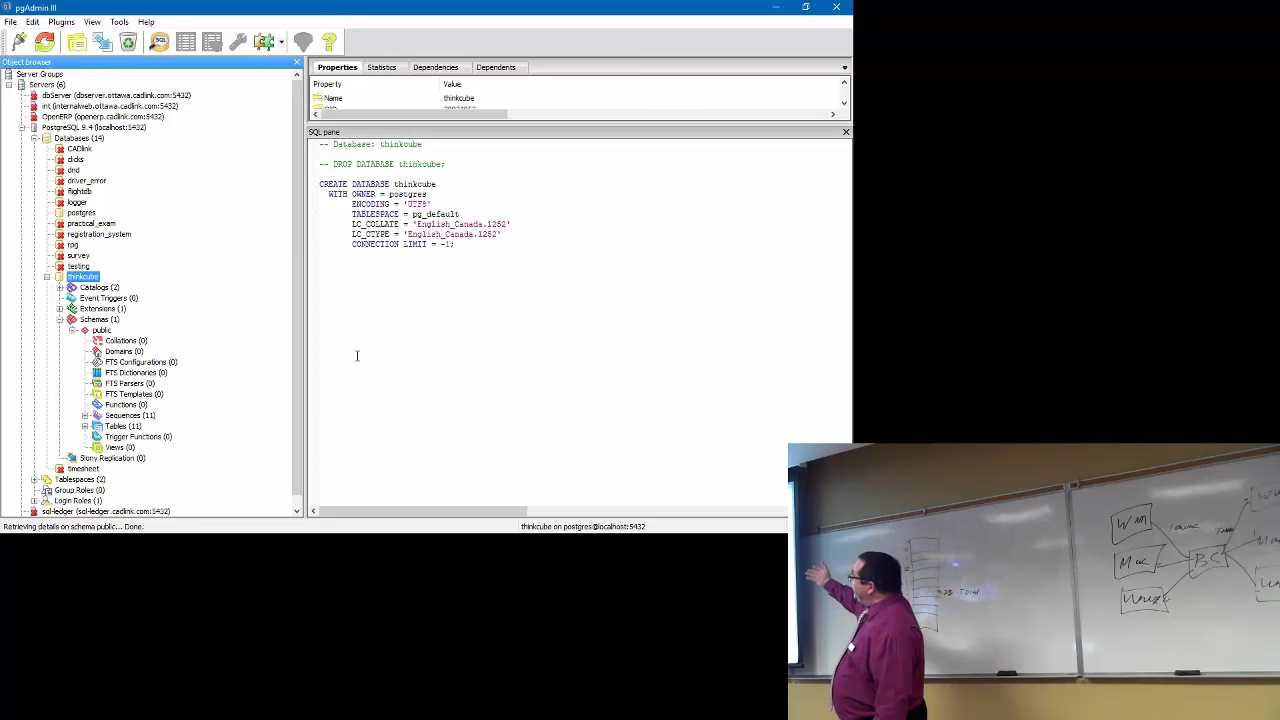 pgAdmin III
File Edit Plugins View Tools Help
Object browser
Server Groups
Servers (6)
dbServer (dbserver.ottawa.cadlink.com:5432)
int (internalweb.ottawa.cadlink.com:5432)
OpenERP (openerp.cadlink.com:5432)
PostgreSQL 9.4 (localhost:5432)
Databases (14)
CADlink
dicks
dnd
driver_error
flightdb
logger
postgres
practical_exam
registration_system
rpg
survey
testing
thinkcube
Catalogs (2)
Event Triggers (0)
Extensions (1)
Schemas (1)
public
Collations (0)
Domains (0)
FTS Configurations (0)
FTS Dictionaries (0)
FTS Parsers (0)
FTS Templates (0)
Functions (0)
Sequences (11)
Tables (11)
Trigger Functions (0)
Views (0)
Slony Replication (0)
timesheet
Tablespaces (2)
Group Roles (0)
Login Roles (1)
sql-ledger (sql-ledger.cadlink.com:5432)
Retrieving details on schema public... Done.
Properties Statistics Dependencies Dependents
Property Value
Name thinkcube
SQL pane
-- Database: thinkcube
-- DROP DATABASE thinkcube;
CREATE DATABASE thinkcube
WITH OWNER = postgres
ENCODING = 'UTF8'
TABLESPACE = pg_default
LC_COLLATE = 'English_Canada.1252'
LC_CTYPE = 'English_Canada.1252'
CONNECTION LIMIT = -1;
thinkcube on postgres@localhost:5432
Win
Mac
BC
Total